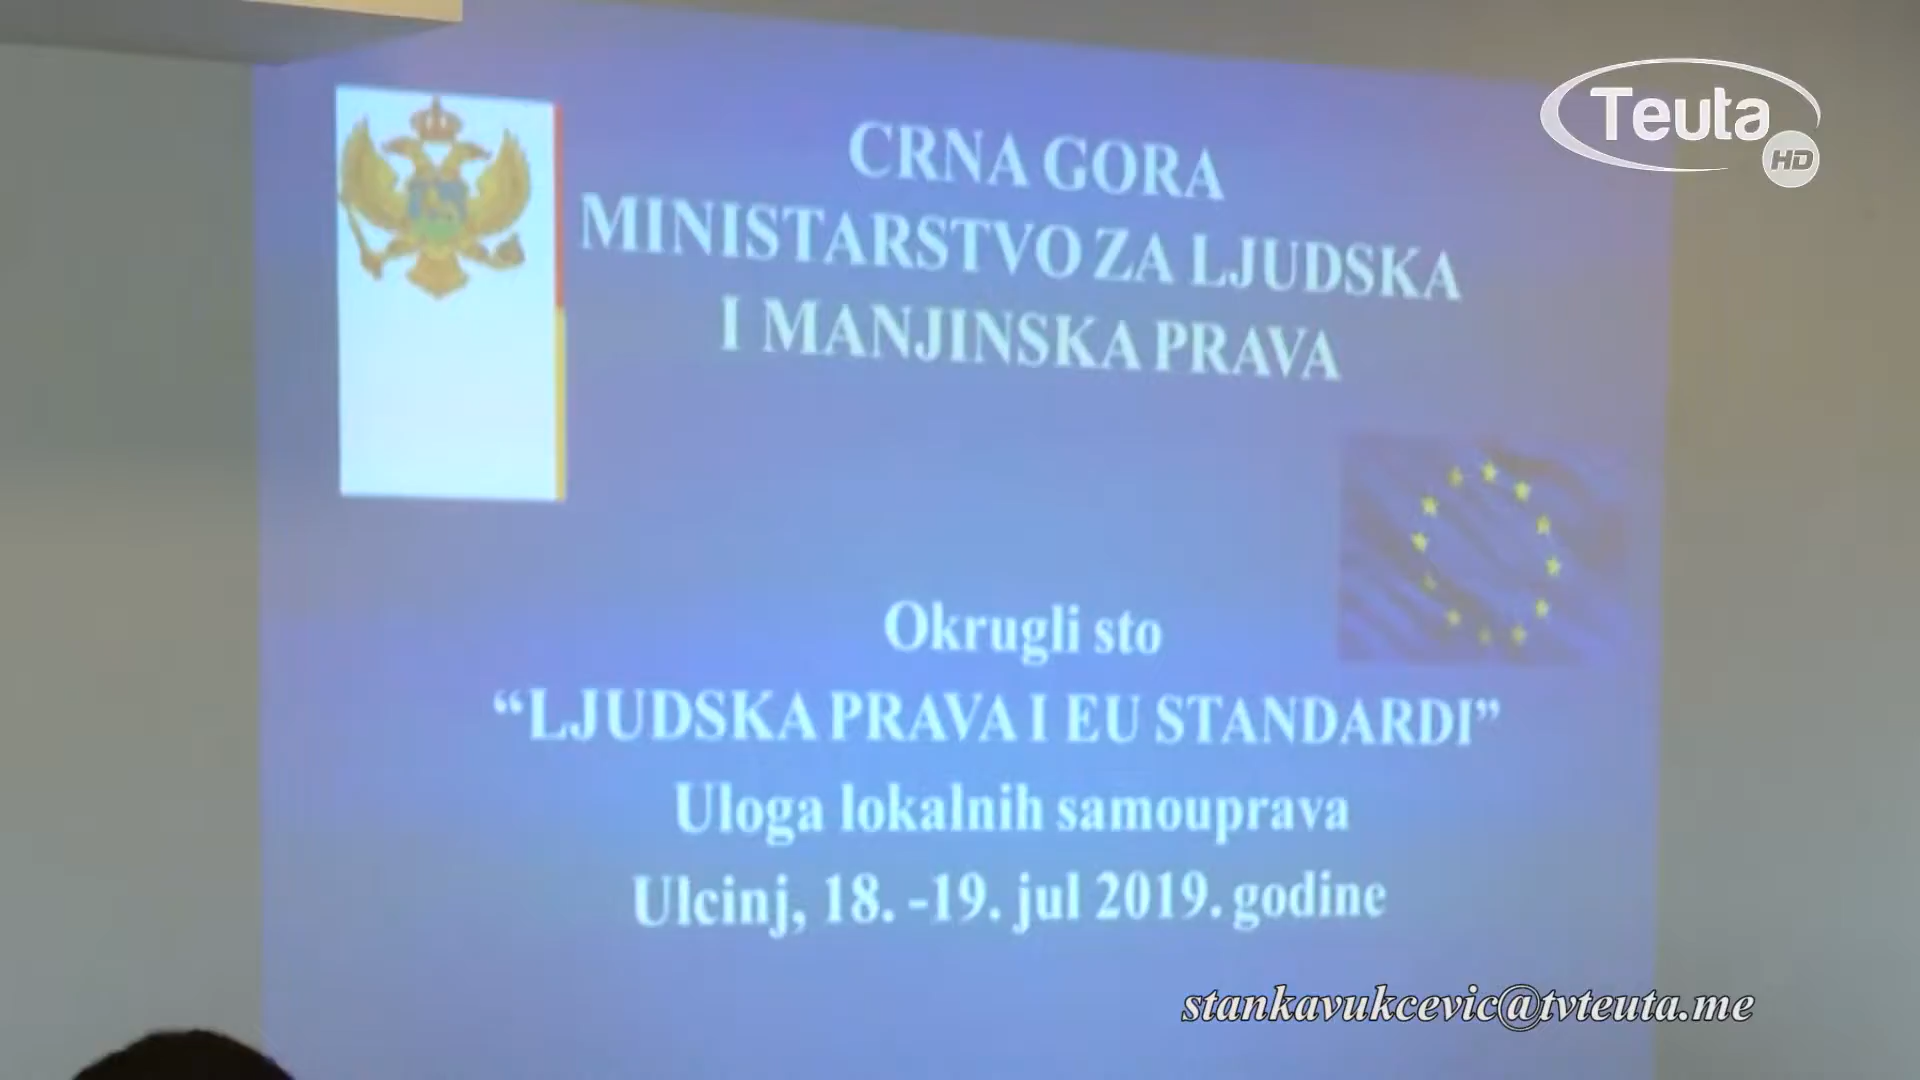 Teuta
HD
CRNA GORA
MINISTARSTVO ZA LJUDSKA
I MANJINSKA PRAVA
Okrugli sto
“LJUDSKA PRAVA I EU STANDARDI”
Uloga lokalnih samouprava
Ulcinj, 18. -19. jul 2019. godine
stankavukcevic@tvteuta.me